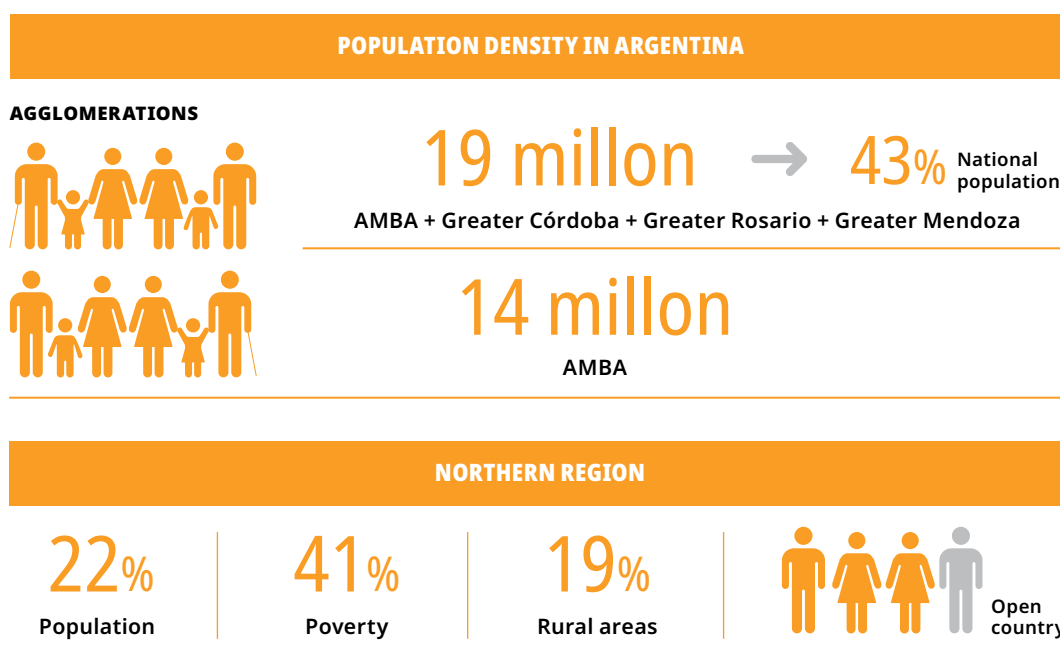 POPULATION DENSITY IN ARGENTINA
AGGLOMERATIONS
19 millon → 43% National
population
AMBA + Greater Córdoba + Greater Rosario + Greater Mendoza
14 millon
AMBA
NORTHERN REGION
22% 41% 19%
Population Poverty Rural areas
Open
country